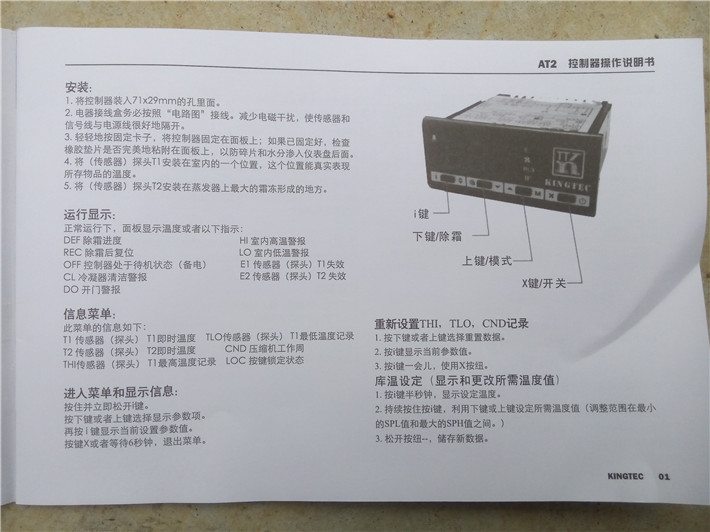 AT2 控制器操作说明书
安装:
1. 将控制器装人71x29mm的孔里面。
2. 电器接线盒务必按照“电路图”接线。减少电磁干扰，使传感器和
信号线与电源线很好地隔开。
3. 轻轻地按固定卡子，将控制器固定在面板上；如果已固定好，检查
橡胶垫片是否完美地粘附在面板上，以防碎片和水分渗入仪表盘后面。
4. 将（传感器）探头T1安装在室内的一个位置，这个位置能真实表现
所存物品的温度。
5. 将（传感器）探头T2安装在蒸发器上最大的霜冻形成的地方。
运行显示:
正常运行下，面板显示温度或者以下指示:
DEF 除霜进度 HI 室内高温警报
REC 除霜后复位 LO 室内低温警报
OFF 控制器处于待机状态（备电） E1 传感器（探头）T1失效
CL 冷凝器清洁警报 E2 传感器（探头）T2 失效
DO 开门警报
信息菜单:
此菜单的信息如下:
T1 传感器（探头） T1即时温度 TLO传感器（探头） T1最低温度记录
T2 传感器（探头） T2即时温度 CND 压缩机工作周
THI传感器（探头） T1最高温度记录 LOC 按键锁定状态
进入菜单和显示信息:
按住并立即松开i键。
按下键或者上键选择显示参数项。
再按 i 键显示当前设置参数值。
按键X或者等待6秒钟，退出菜单。
KINGTEC
i 键
下键/除霜
上键/模式
X键/开关
重新设置THI，TLO，CND记录
1. 按下键或者上键选择重置数据。
2. 按i键显示当前参数值。
3. 按i键一会儿，使用X按纽。
库温设定（显示和更改所需温度值）
1. 按i键半秒钟，显示设定温度。
2. 持续按住按i键，利用下键或上键设定所需温度值（调整范围在最小
的SPL值和最大的SPH值之间。）
3. 松开按纽--，储存新数据。
KINGTEC 01